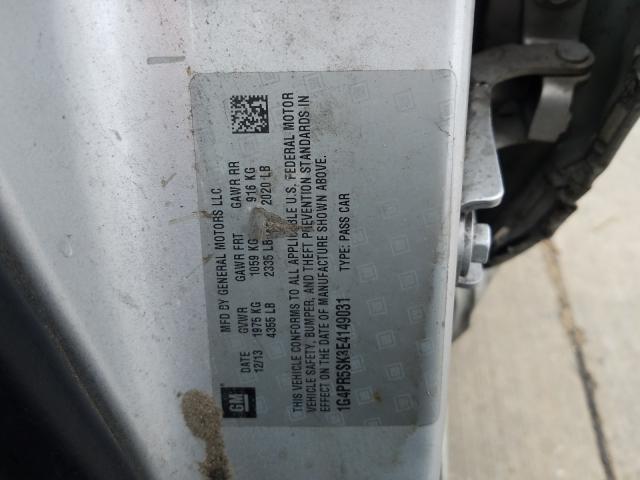 MFD BY GENERAL MOTORS LLC
DATE GVWR GAWR FRT GAWR RR
12/13 1975 KG 1059 KG 916 KG
4355 LB 2335 LB 2020 LB
THIS VEHICLE CONFORMS TO ALL APPLICABLE U.S. FEDERAL MOTOR
VEHICLE SAFETY, BUMPER, AND THEFT PREVENTION STANDARDS IN
EFFECT ON THE DATE OF MANUFACTURE SHOWN ABOVE.
1G4PR5SK3E4149031 TYPE: PASS CAR
GM